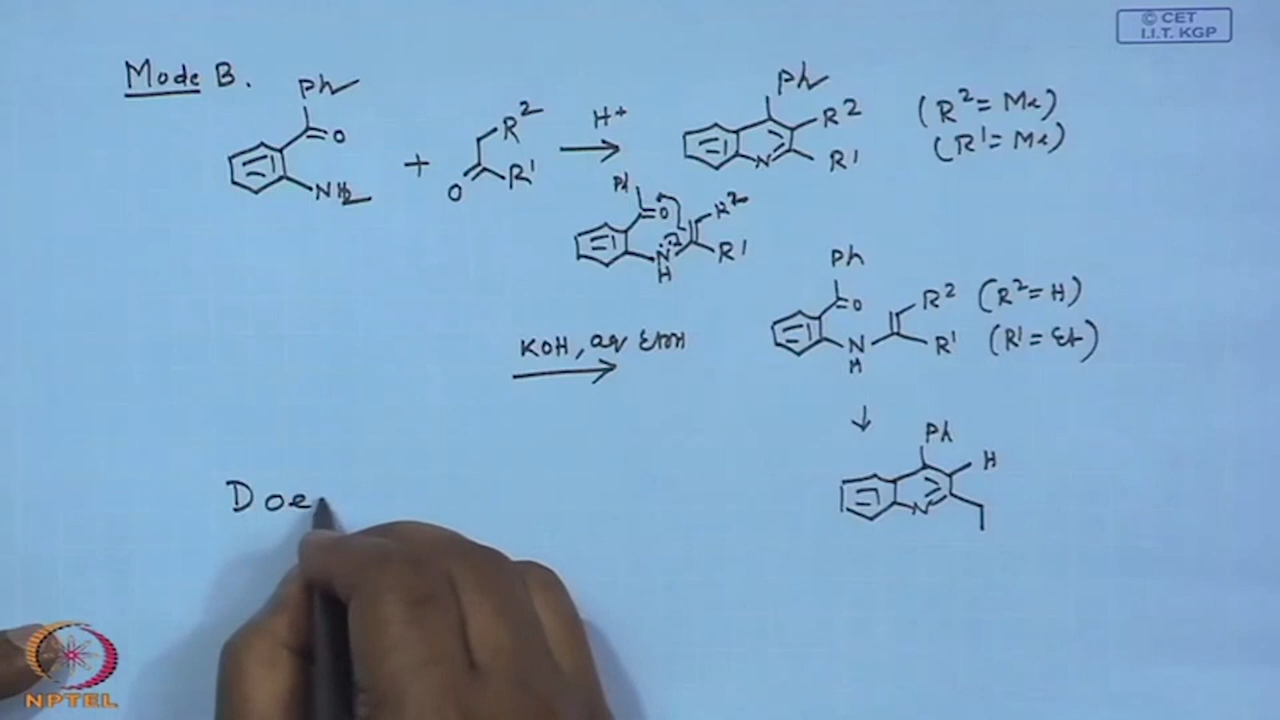 © CET
I.I.T. KGP
Mode B.
Ph
O
NH2
+
R2
R1
O
H+
Ph
R2
R1
N
(R2 = Me)
(R1 = Me)
Ph
O
R2
R1
N
H
KOH, aq EtOH
Ph
O
R2
R1
N
H
(R2 = H)
(R1 = Et)
Ph
H
N
Doe
NPTEL